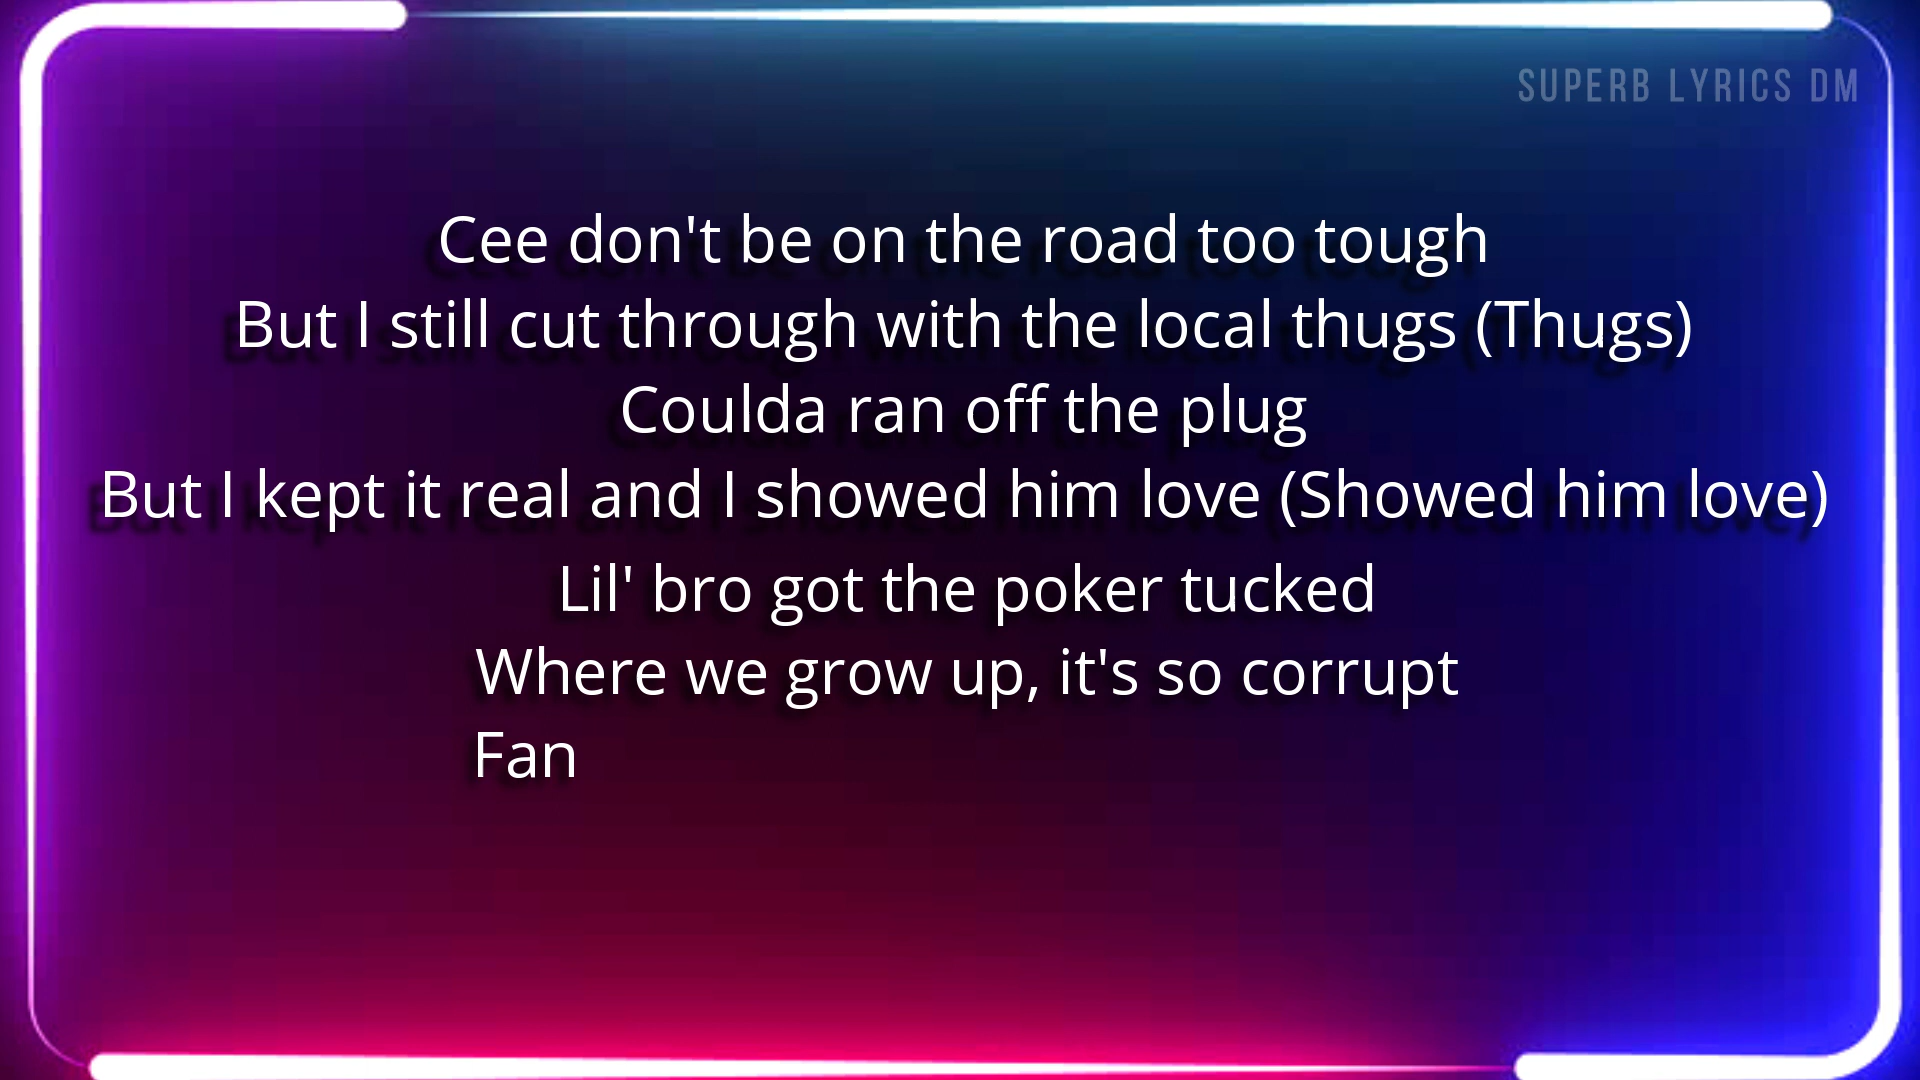 SUPERB LYRICS DM
Cee don't be on the road too tough
But I still cut through with the local thugs (Thugs)
Coulda ran off the plug
But I kept it real and I showed him love (Showed him love)
Lil' bro got the poker tucked
Where we grow up, it's so corrupt
Fan